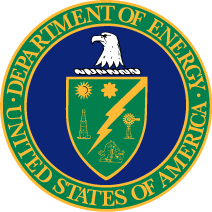 · DEPARTMENT OF ENERGY ·
UNITED STATES OF AMERICA